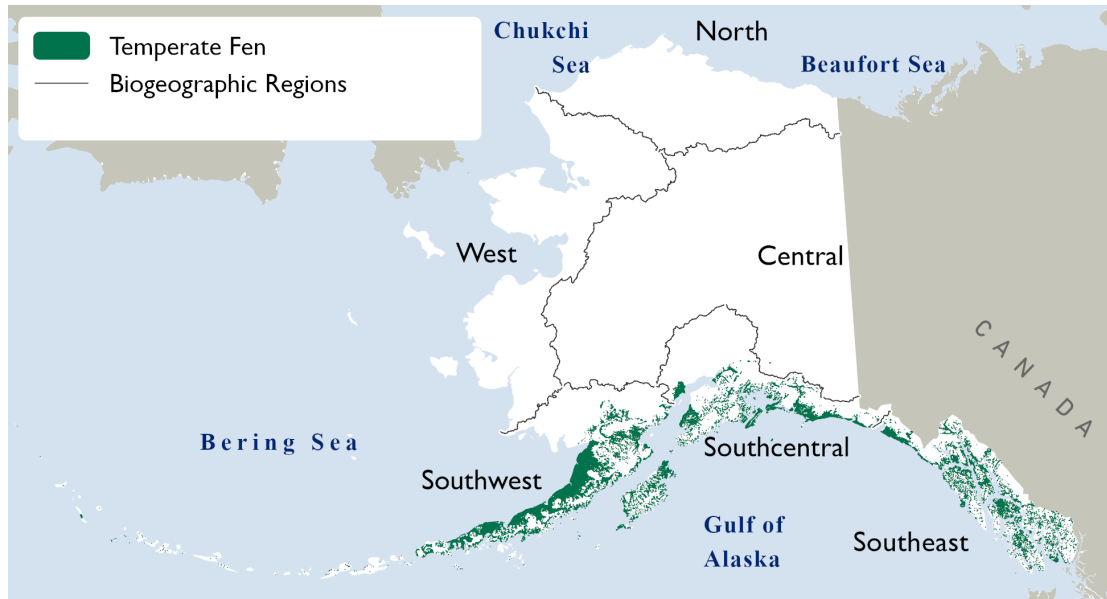 Temperate Fen
Biogeographic Regions
Chukchi
Sea
North
Beaufort Sea
West
Central
CANADA
Bering Sea
Southwest
Southcentral
Gulf of
Alaska
Southeast